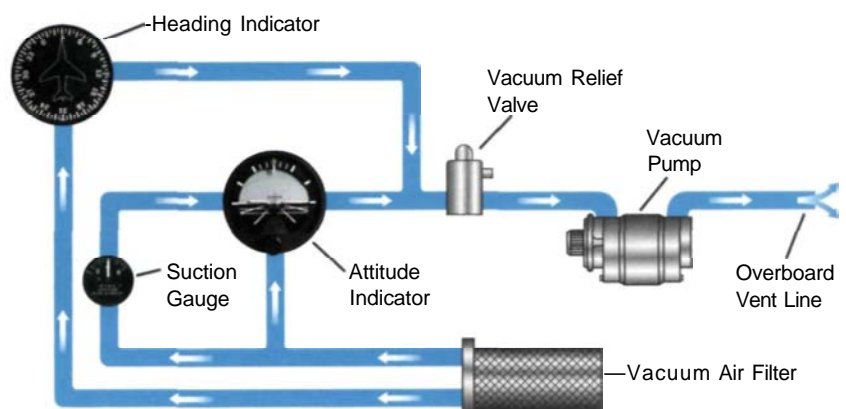 -Heading Indicator
Vacuum Relief
Valve
Vacuum
Pump
Suction
Gauge
Attitude
Indicator
Overboard
Vent Line
—Vacuum Air Filter